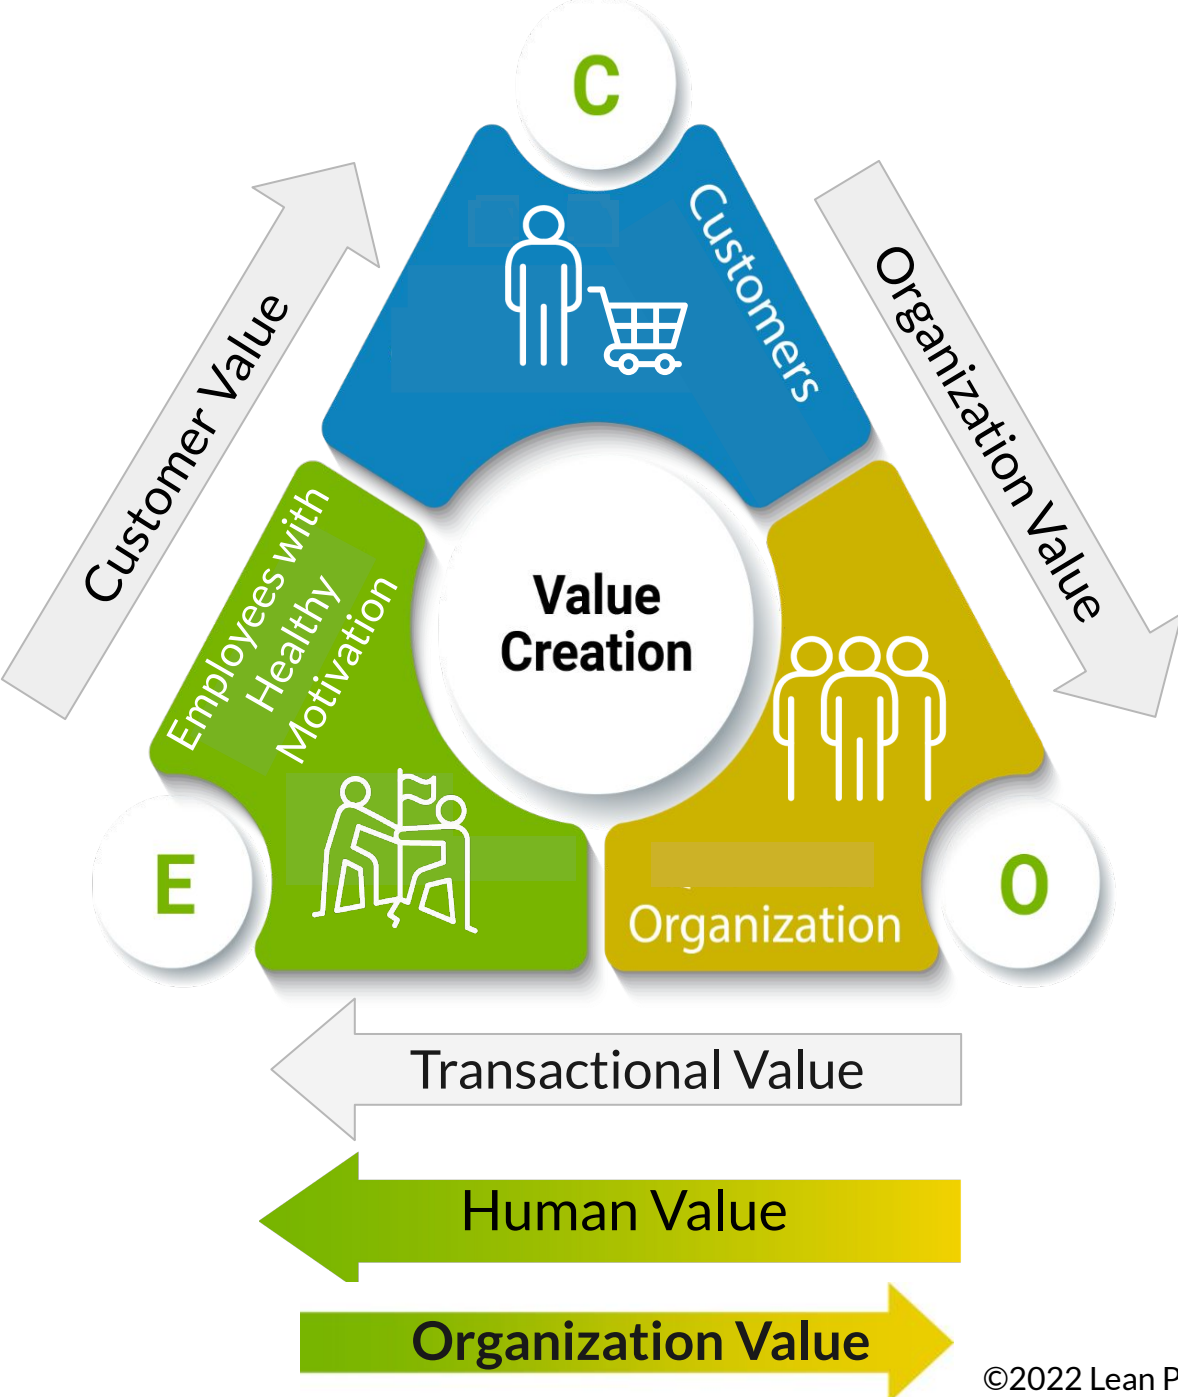 C
Customers
Customer Value
Organization Value
Employees with
Healthy
Motivation
Value
Creation
E
O
Organization
Transactional Value
Human Value
Organization Value
©2022 Lean P